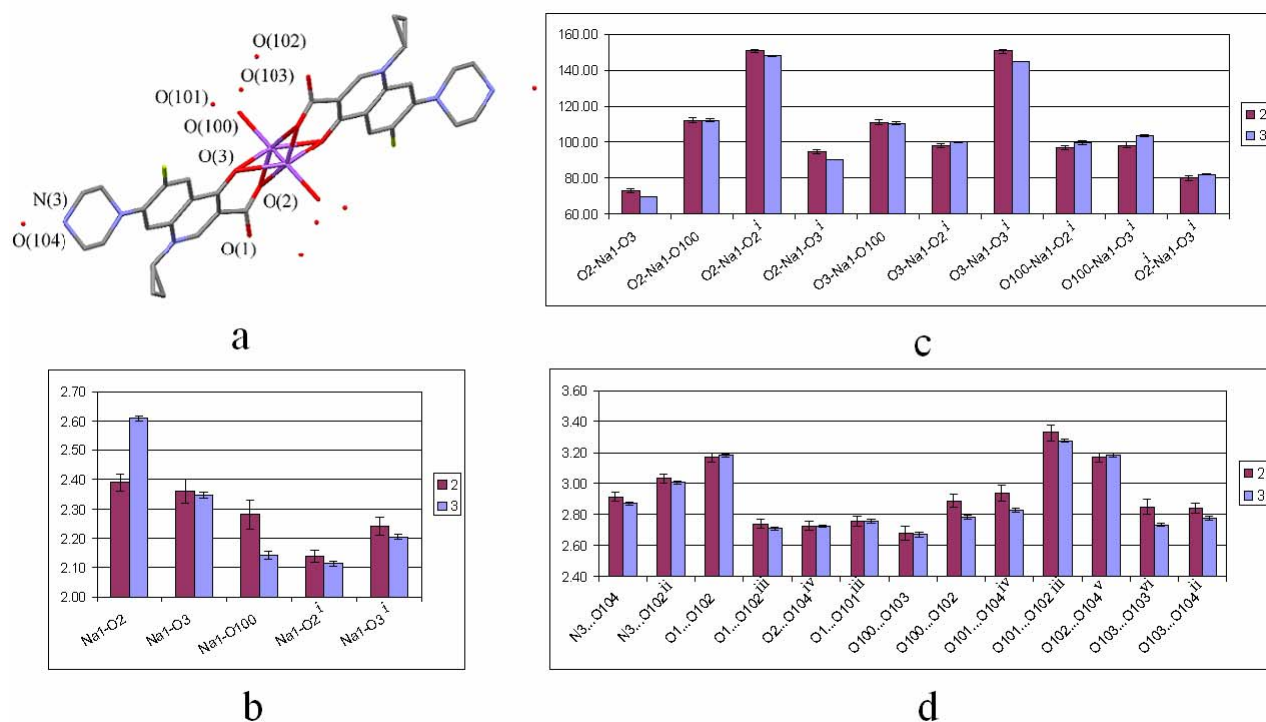 O(102)
O(103)
O(101)
O(100)
O(3)
N(3)
O(2)
O(104)
O(1)
a
160.00
140.00
120.00
100.00
80.00
60.00
O2-Na1-O3
O2-Na1-O100
O2-Na1-O2 i
O2-Na1-O3 i
O3-Na1-O100
O3-Na1-O2 i
O3-Na1-O3 i
O100-Na1-O2 i
O100-Na1-O3 i
i O2-Na1-O3 i
2
3
c
2.70
2.60
2.50
2.40
2.30
2.20
2.10
2.00
Na1-O2
Na1-O3
Na1-O100
Na1-O2 i
Na1-O3 i
2
3
b
3.60
3.40
3.20
3.00
2.80
2.60
2.40
N3...O104
N3...O102 ii
O1...O102
O1...O102 iii
O2...O104 iv
O1...O101 iii
O100...O103
O100...O102
O101...O104 iv
O101...O102 iii
O102...O104 v
O103...O103 vi
O103...O104 ii
2
3
d